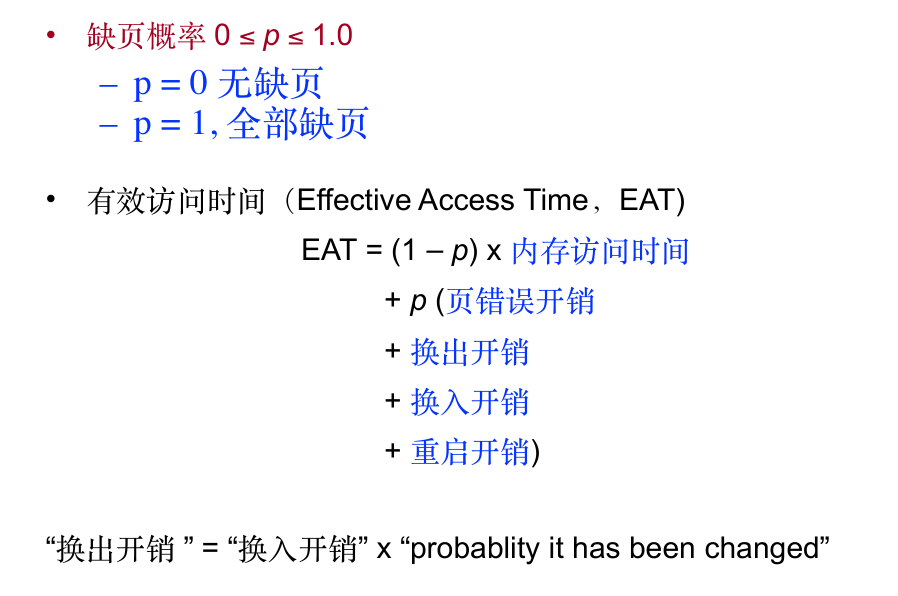 • 缺页概率 0 ≤ p ≤ 1.0
– p = 0 无缺页
– p = 1, 全部缺页
• 有效访问时间（Effective Access Time，EAT)
EAT = (1 – p) x 内存访问时间
+ p (页错误开销
+ 换出开销
+ 换入开销
+ 重启开销)
“换出开销 ” = “换入开销” x “probablity it has been changed”